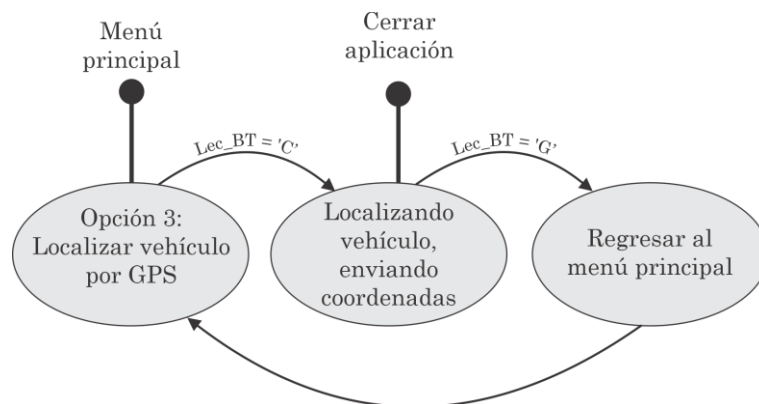 Menú
principal
Cerrar
aplicación
Lec_BT = 'C'
Lec_BT = 'G'
Opción 3:
Localizar vehículo
por GPS
Localizando
vehículo,
enviando
coordenadas
Regresar al
menú principal